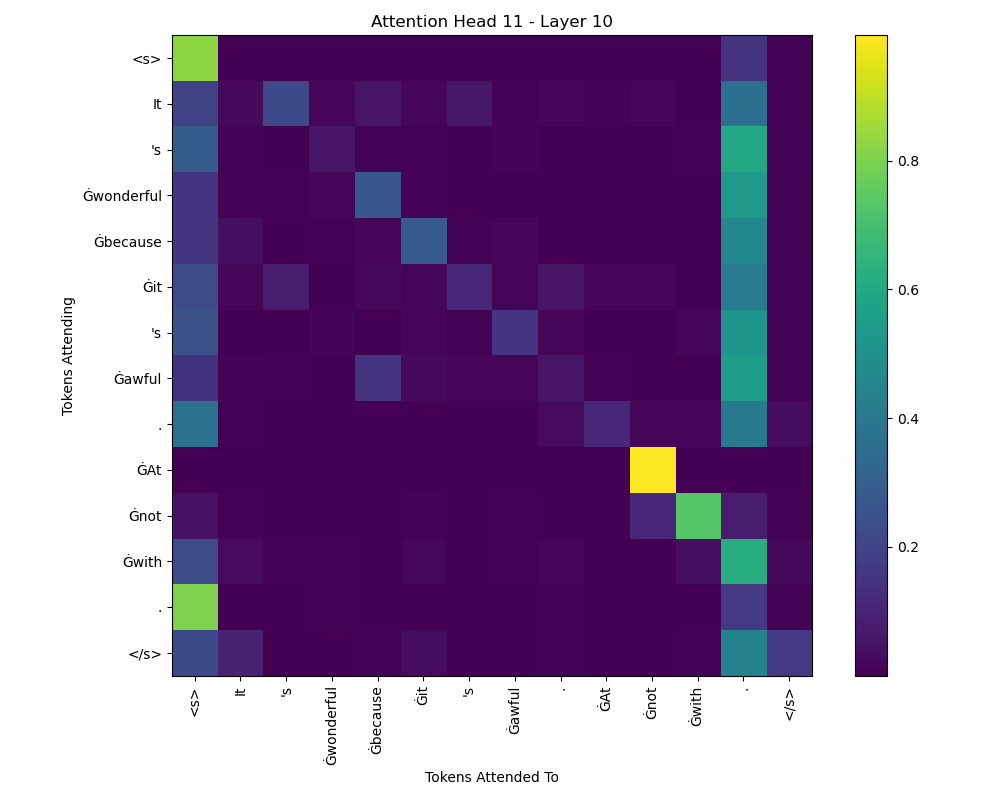 Attention Head 11 - Layer 10
<s>
It
's
Ġwonderful
Ġbecause
Ġit
's
Ġawful
.
ĠAt
Ġnot
Ġwith
.
</s>
Tokens Attending
<s>
It
's
Ġwonderful
Ġbecause
Ġit
's
Ġawful
.
ĠAt
Ġnot
Ġwith
.
</s>
Tokens Attended To
0.8
0.6
0.4
0.2